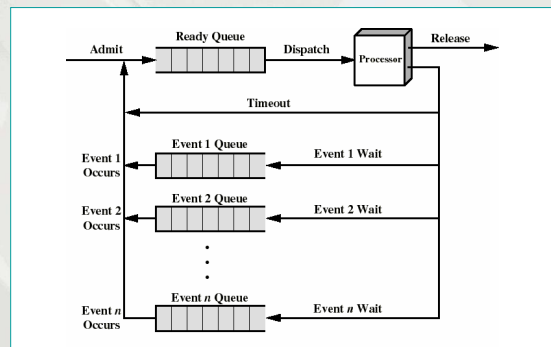 Ready Queue
Admit
Dispatch
Processor
Release
Timeout
Event 1 Queue
Event 1
Occurs
Event 1 Wait
Event 2 Queue
Event 2
Occurs
Event 2 Wait
Event n Queue
Event n
Occurs
Event n Wait